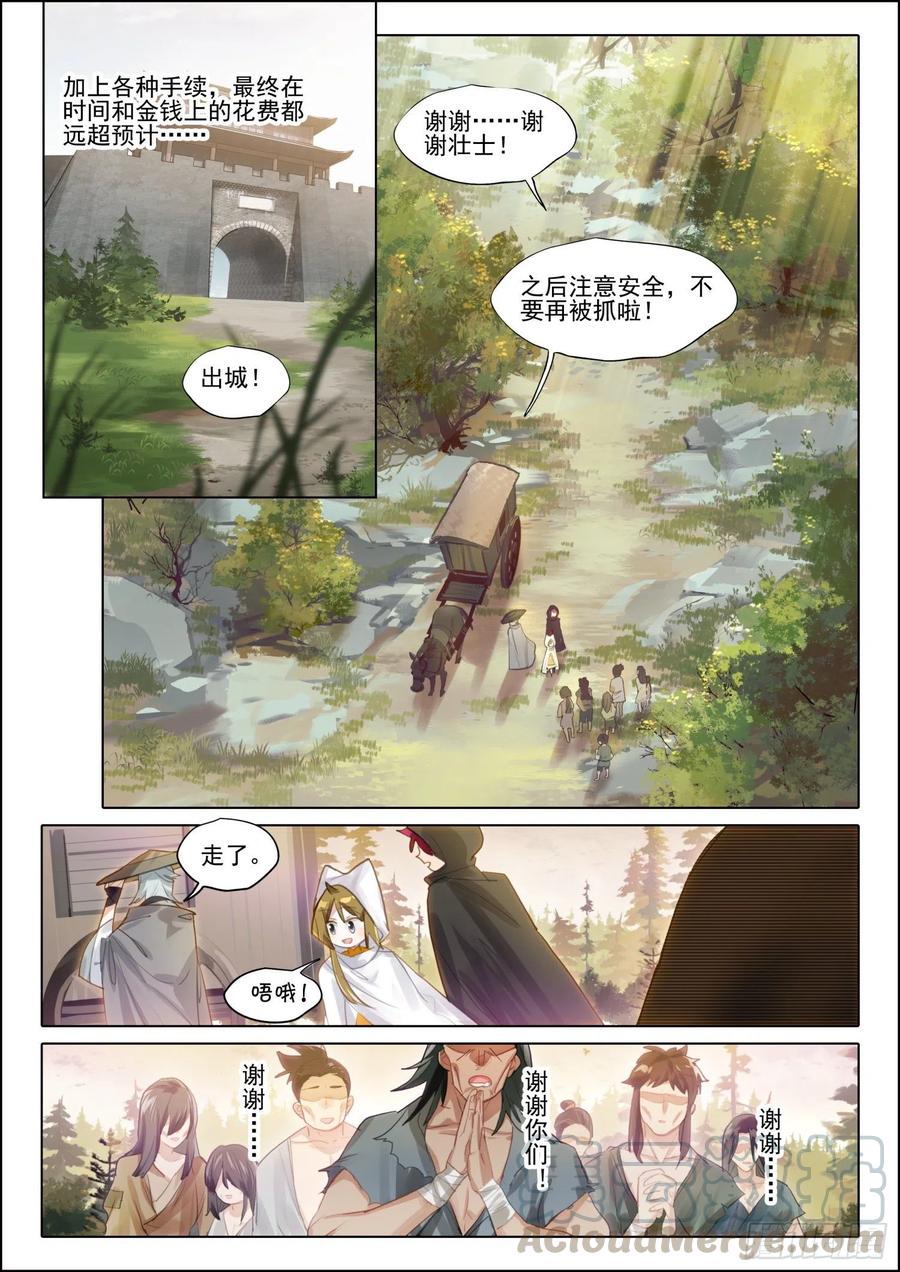 加上各种手续，最终在
时间和金钱上的花费都
远超预计……
出城！
谢谢……谢
谢壮士！
之后注意安全，不
要再被抓啦！
走了。
唔哦！
谢谢……
谢谢你们！
谢谢……
AcloudMerge.com